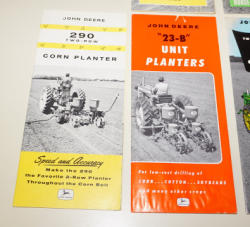 JOHN DEERE
290
TWO-ROW
CORN PLANTER
Speed and Accuracy
Make the 290
the Favorite 2-Row Planter
Throughout the Corn Belt
JOHN DEERE
"23-B"
UNIT
PLANTERS
For low-cost drilling of
CORN...COTTON...SOYBEANS
and many other crops